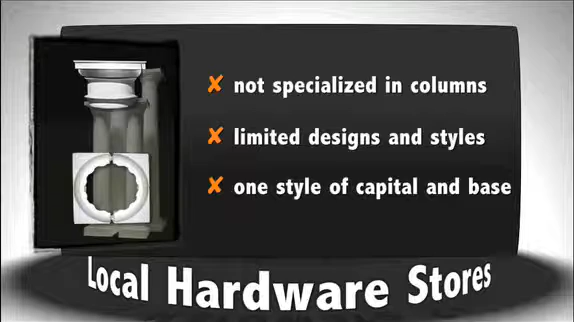 ✘ not specialized in columns
✘ limited designs and styles
✘ one style of capital and base
Local Hardware Stores